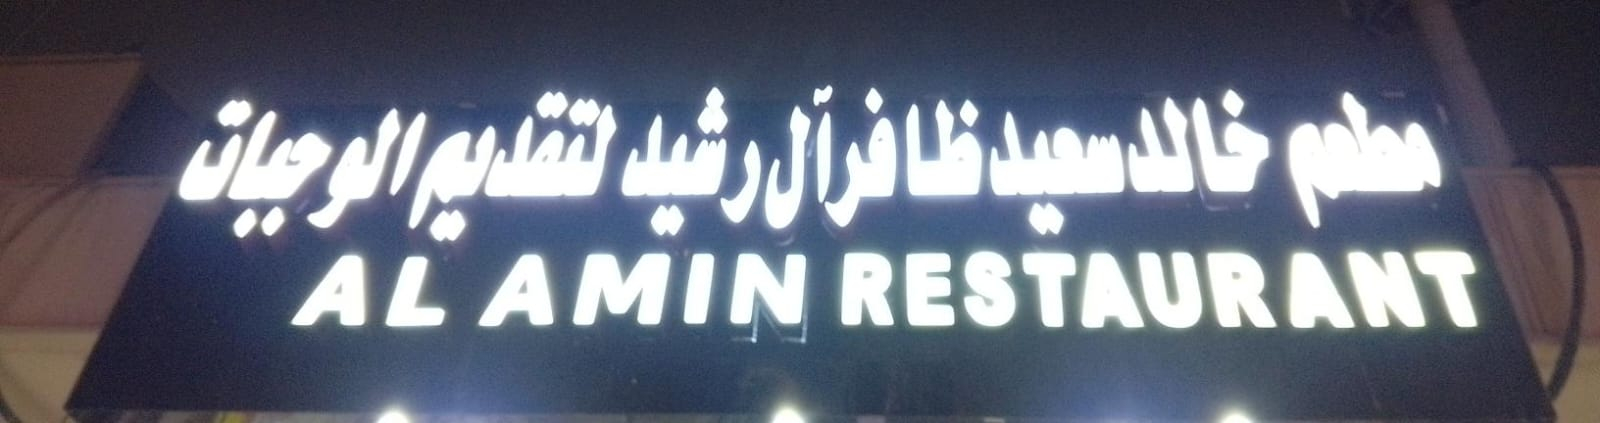 مطعم خالد سعيد ظافر آل رشيد لتقديم الوجبات
AL AMIN RESTAURANT